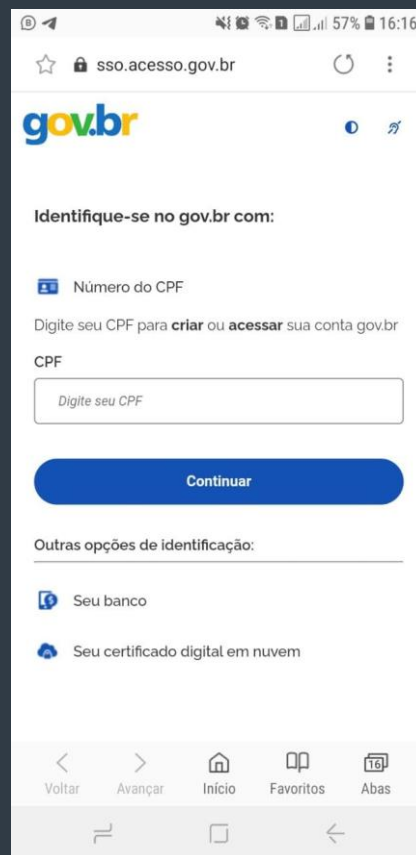 57% 16:16
sso.acesso.gov.br
gov.br
Identifique-se no gov.br com:
Número do CPF
Digite seu CPF para criar ou acessar sua conta gov.br
CPF
Digite seu CPF
Continuar
Outras opções de identificação:
Seu banco
Seu certificado digital em nuvem
16
Voltar Avançar Início Favoritos Abas